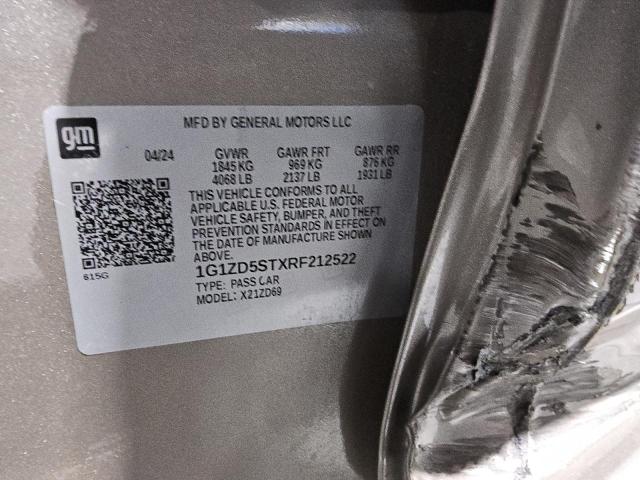 gm
MFD BY GENERAL MOTORS LLC
04/24 GVWR GAWR FRT GAWR RR
1845 KG 969 KG 876 KG
4068 LB 2137 LB 1931 LB
THIS VEHICLE CONFORMS TO ALL
APPLICABLE U.S. FEDERAL MOTOR
VEHICLE SAFETY, BUMPER, AND THEFT
PREVENTION STANDARDS IN EFFECT ON
THE DATE OF MANUFACTURE SHOWN
ABOVE.
615G
1G1ZD5STXRF212522
TYPE: PASS CAR
MODEL: X21ZD69